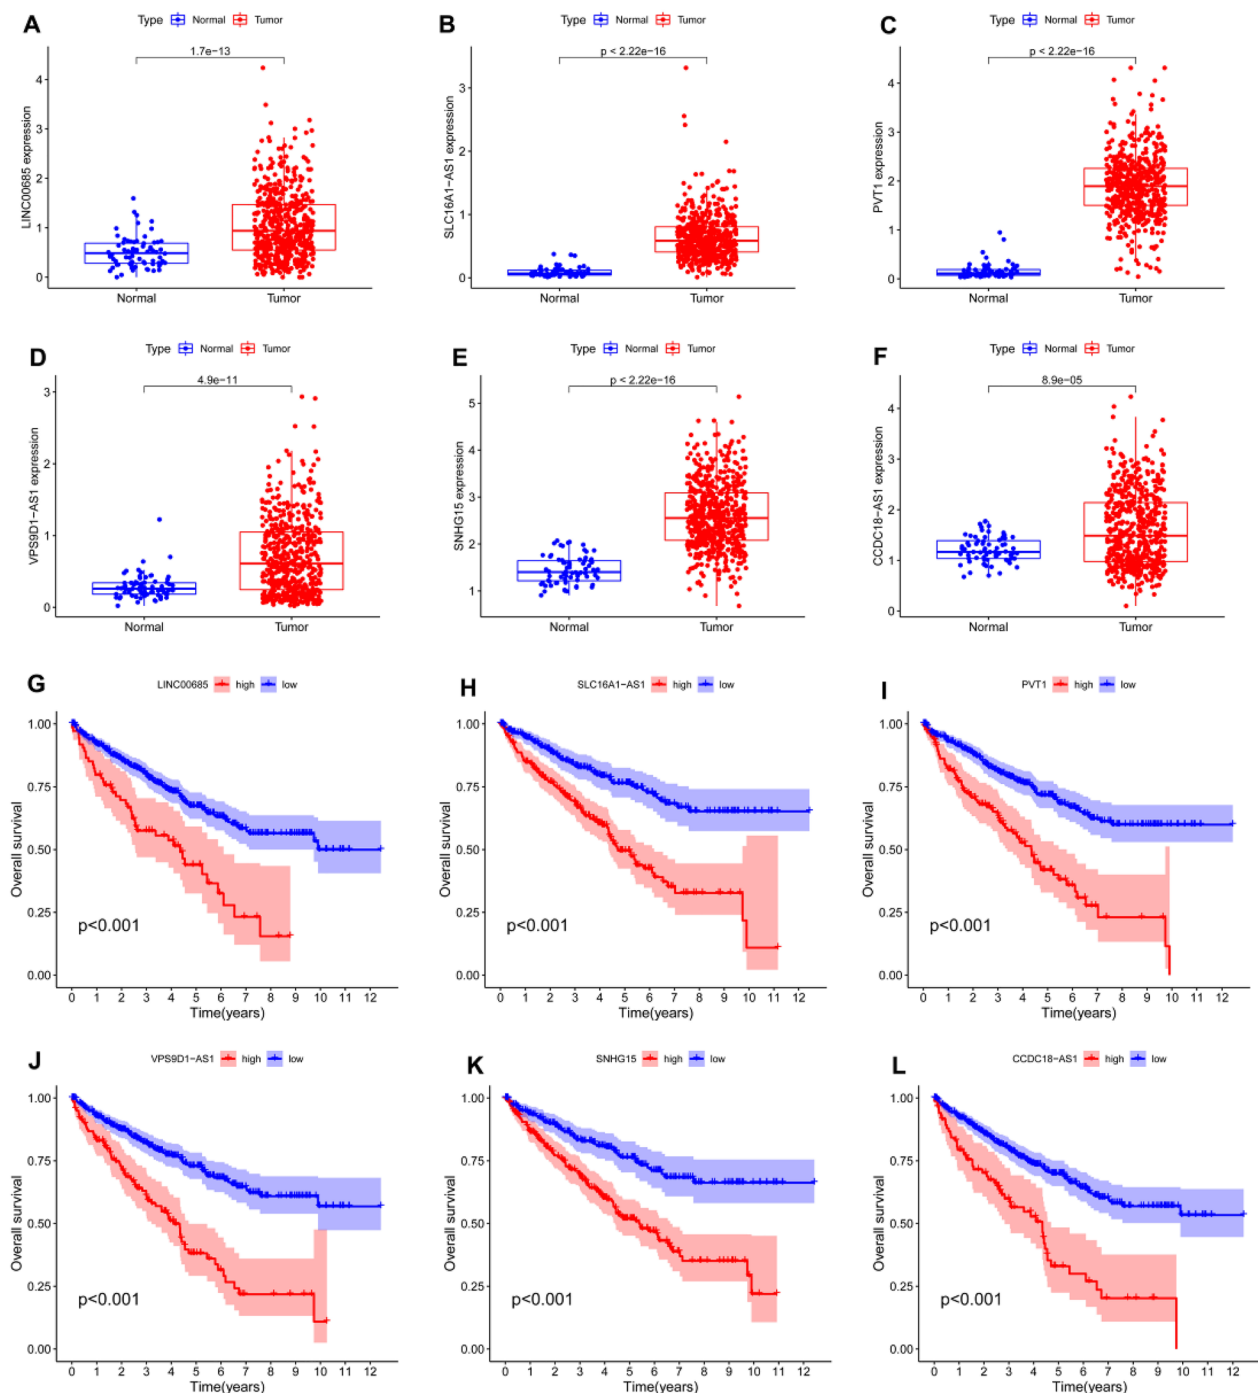 A
Type Normal Tumor
1.7e−13
LINC00685 expression
4
3
2
1
0
Normal Tumor
B
Type Normal Tumor
p < 2.22e−16
SLC16A1−AS1 expression
3
2
1
0
Normal Tumor
C
Type Normal Tumor
p < 2.22e−16
PVT1 expression
4
3
2
1
0
Normal Tumor
D
Type Normal Tumor
4.9e−11
VPS9D1−AS1 expression
3
2
1
0
Normal Tumor
E
Type Normal Tumor
p < 2.22e−16
SNHG15 expression
5
4
3
2
1
Normal Tumor
F
Type Normal Tumor
8.9e−05
CCDC18−AS1 expression
4
3
2
1
0
Normal Tumor
G
LINC00685 high low
Overall survival
1.00
0.75
0.50
0.25
0.00
p<0.001
0 1 2 3 4 5 6 7 8 9 10 11 12
Time(years)
H
SLC16A1−AS1 high low
Overall survival
1.00
0.75
0.50
0.25
0.00
p<0.001
0 1 2 3 4 5 6 7 8 9 10 11 12
Time(years)
I
PVT1 high low
Overall survival
1.00
0.75
0.50
0.25
0.00
p<0.001
0 1 2 3 4 5 6 7 8 9 10 11 12
Time(years)
J
VPS9D1−AS1 high low
Overall survival
1.00
0.75
0.50
0.25
0.00
p<0.001
0 1 2 3 4 5 6 7 8 9 10 11 12
Time(years)
K
SNHG15 high low
Overall survival
1.00
0.75
0.50
0.25
0.00
p<0.001
0 1 2 3 4 5 6 7 8 9 10 11 12
Time(years)
L
CCDC18−AS1 high low
Overall survival
1.00
0.75
0.50
0.25
0.00
p<0.001
0 1 2 3 4 5 6 7 8 9 10 11 12
Time(years)